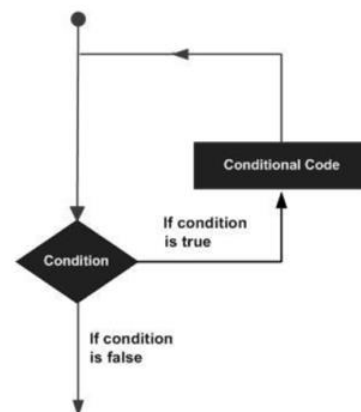 Conditional Code
If condition
is true
Condition
If condition
is false